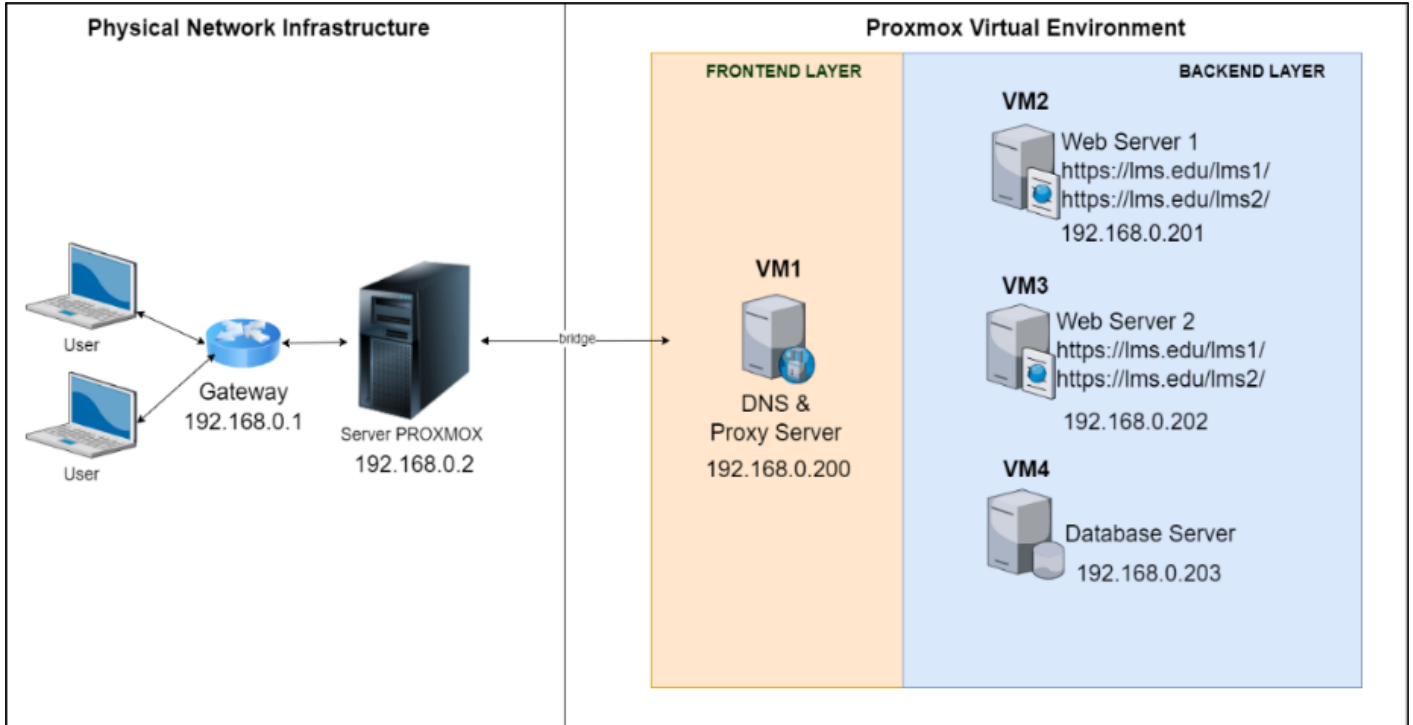 Physical Network Infrastructure
Proxmox Virtual Environment
FRONTEND LAYER
BACKEND LAYER
VM2
Web Server 1
https://lms.edu/lms1/
https://lms.edu/lms2/
192.168.0.201
VM1
DNS &
Proxy Server
192.168.0.200
VM3
Web Server 2
https://lms.edu/lms1/
https://lms.edu/lms2/
192.168.0.202
User
User
Gateway
192.168.0.1
Server PROXMOX
192.168.0.2
bridge
VM4
Database Server
192.168.0.203